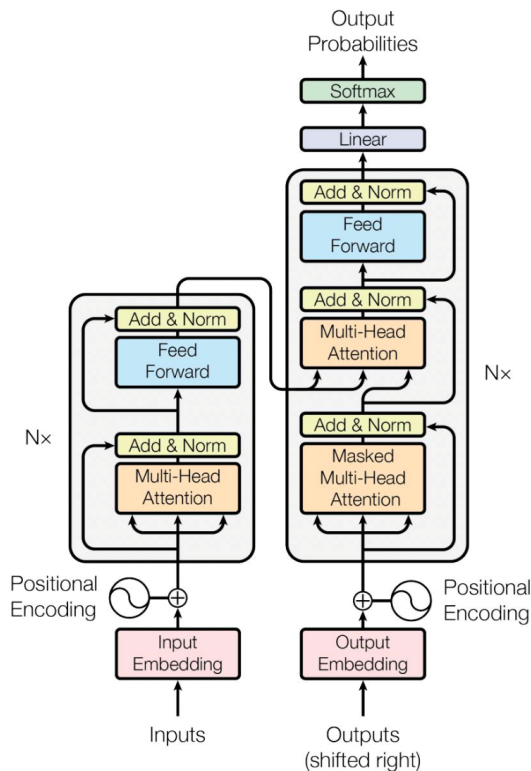 Output
Probabilities
Softmax
Linear
Add & Norm
Feed
Forward
Add & Norm
Multi-Head
Attention
Add & Norm
Masked
Multi-Head
Attention
N×
Add & Norm
Feed
Forward
Add & Norm
Multi-Head
Attention
N×
Positional
Encoding
Positional
Encoding
Input
Embedding
Output
Embedding
Inputs
Outputs
(shifted right)